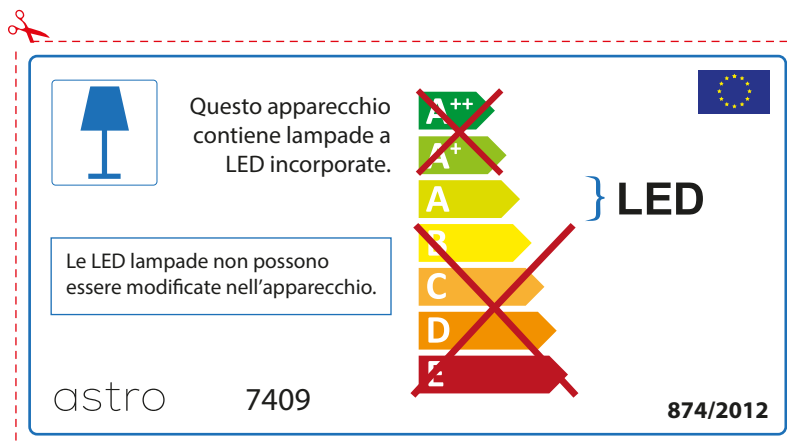 Questo apparecchio
contiene lampade a
LED incorporate.
Le LED lampade non possono
essere modificate nell'apparecchio.
A++
A+
A
B
C
D
E
LED
astro
7409
874/2012